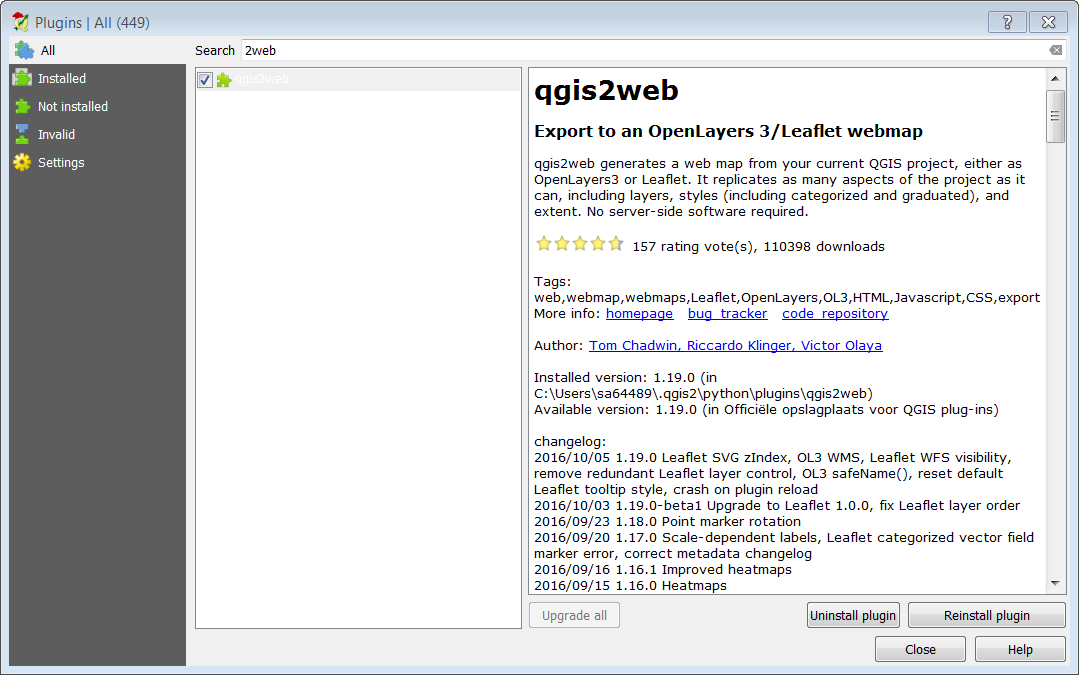 Plugins | All (449)
All
Installed
Not installed
Invalid
Settings
Search 2web
qgis2web
qgis2web
Export to an OpenLayers 3/Leaflet webmap
qgis2web generates a web map from your current QGIS project, either as
OpenLayers3 or Leaflet. It replicates as many aspects of the project as it
can, including layers, styles (including categorized and graduated), and
extent. No server-side software required.
157 rating vote(s), 110398 downloads
Tags:
web,webmap,webmaps,Leaflet,OpenLayers,OL3,HTML,Javascript,CSS,export
More info: homepage bug_tracker code_repository
Author: Tom Chadwin, Riccardo Klinger, Victor Olaya
Installed version: 1.19.0 (in
C:\Users\sa64489\.qgis2\python\plugins\qgis2web)
Available version: 1.19.0 (in Officiële opslagplaats voor QGIS plug-ins)
changelog:
2016/10/05 1.19.0 Leaflet SVG zIndex, OL3 WMS, Leaflet WFS visibility,
remove redundant Leaflet layer control, OL3 safeName(), reset default
Leaflet tooltip style, crash on plugin reload
2016/10/03 1.19.0-beta1 Upgrade to Leaflet 1.0.0, fix Leaflet layer order
2016/09/23 1.18.0 Point marker rotation
2016/09/20 1.17.0 Scale-dependent labels, Leaflet categorized vector field
marker error, correct metadata changelog
2016/09/16 1.16.1 Improved heatmaps
2016/09/15 1.16.0 Heatmaps
Upgrade all
Uninstall plugin
Reinstall plugin
Close
Help